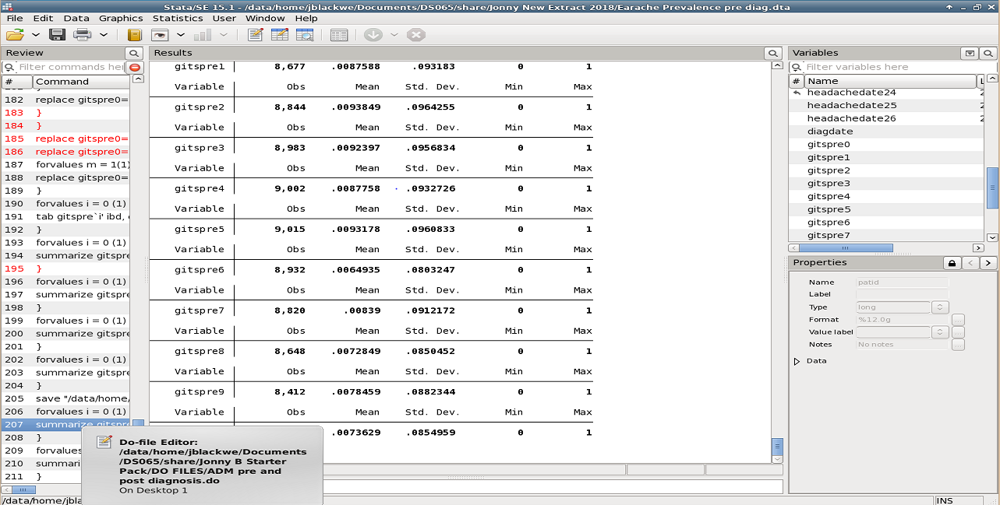 Stata/SE 15.1 - /data/home/jblackwe/Documents/DS065/share/Jonny New Extract 2018/Earache Prevalence pre diag.dta
File Edit Data Graphics Statistics User Window Help
Review
Filter commands he
# Command
182 replace gitspre0=
183 }
184 }
185 replace gitspre0=
186 replace gitspre0=
187 forvalues m = 1(1)
188 replace gitspre0=
189 }
190 forvalues i = 0 (1)
191 tab gitspre`i' ibd,
192 }
193 forvalues i = 0 (1)
194 summarize gitspre
195 }
196 forvalues i = 0 (1)
197 summarize gitspre
198 }
199 forvalues i = 0 (1)
200 summarize gitspre
201 }
202 forvalues i = 0 (1)
203 summarize gitspre
204 }
205 save "/data/home/
206 forvalues i = 0 (1)
207 summarize gitspre
208 }
209 forvalues
210 summari
211 }
Results
gitspre1 8,677 .0087588 .093183 0 1
Variable Obs Mean Std. Dev. Min Max
gitspre2 8,844 .0093849 .0964255 0 1
Variable Obs Mean Std. Dev. Min Max
gitspre3 8,983 .0092397 .0956834 0 1
Variable Obs Mean Std. Dev. Min Max
gitspre4 9,002 .0087758 .0932726 0 1
Variable Obs Mean Std. Dev. Min Max
gitspre5 9,015 .0093178 .0960833 0 1
Variable Obs Mean Std. Dev. Min Max
gitspre6 8,932 .0064935 .0803247 0 1
Variable Obs Mean Std. Dev. Min Max
gitspre7 8,820 .00839 .0912172 0 1
Variable Obs Mean Std. Dev. Min Max
gitspre8 8,648 .0072849 .0850452 0 1
Variable Obs Mean Std. Dev. Min Max
gitspre9 8,412 .0078459 .0882344 0 1
Variable Obs Mean Std. Dev. Min Max
.0073629 .0854959 0 1
Variables
Filter variables here
# Name L
headachedate24 2
headachedate25 2
headachedate26 2
diagdate
gitspre0
gitspre1
gitspre2
gitspre3
gitspre4
gitspre5
gitspre6
gitspre7
Properties
Name patid
Label
Type long
Format %12.0g
Value label
Notes No notes
Data
Do-file Editor:
/data/home/jblackwe/Documents
/DS065/share/Jonny B Starter
Pack/DO FILES/ADM pre and
post diagnosis.do
On Desktop 1
/data/home/jbla
INS